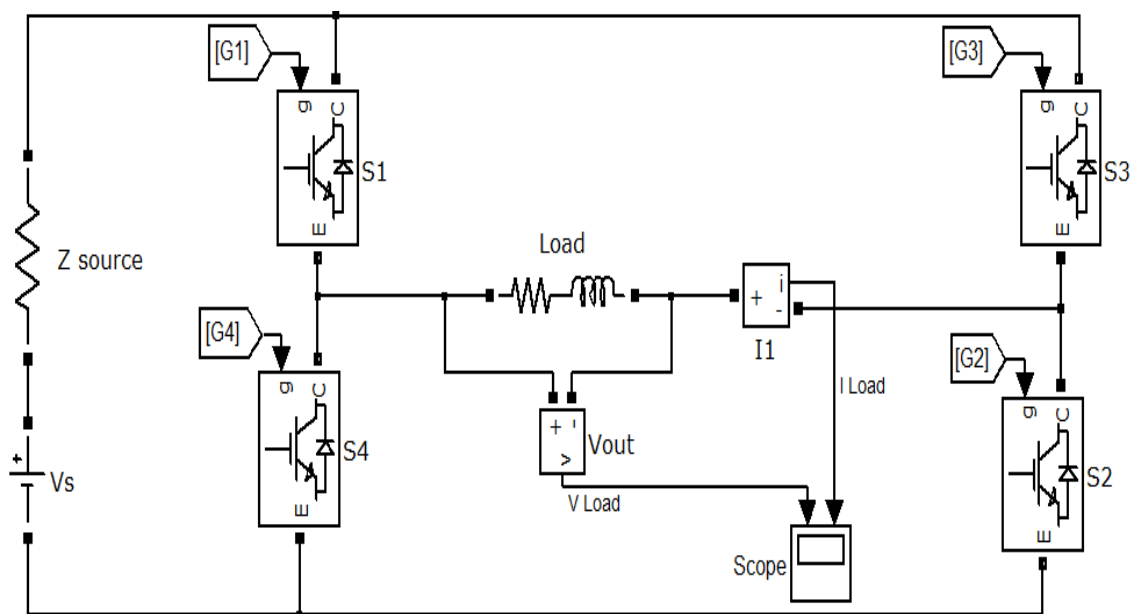 [G1]
[G3]
g
C
S1
E
g
C
S3
E
Z source
Load
+
i
-
I1
[G4]
g
C
S4
E
[G2]
g
C
S2
E
I Load
+
-
v
Vout
V Load
+
Vs
Scope